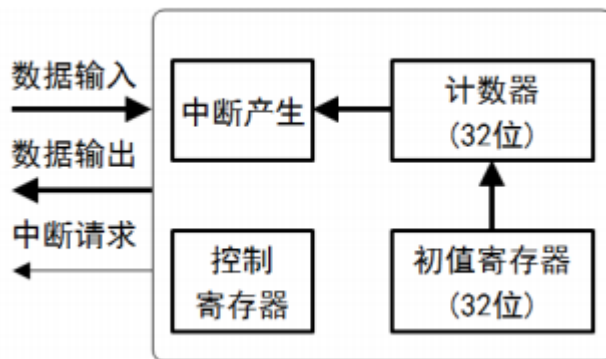 数据输入
数据输出
中断请求
中断产生
计数器
(32位)
控制
寄存器
初值寄存器
(32位)